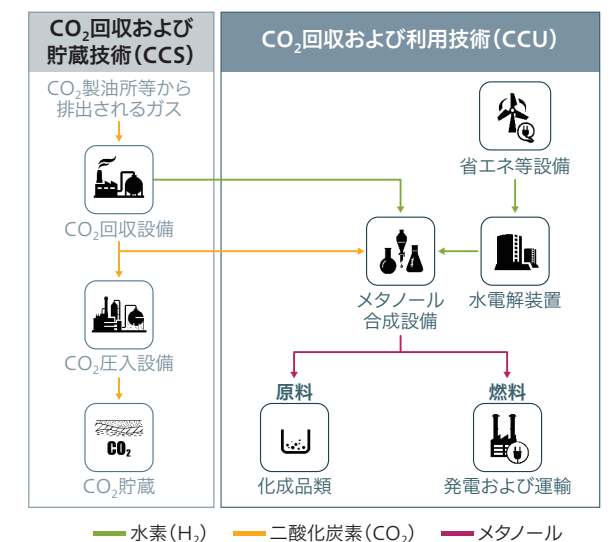 CO₂回収および
貯蔵技術(CCS)
CO₂回収および利用技術(CCU)
CO₂製油所等から
排出されるガス
省エネ等設備
CO₂回収設備
メタノール
合成設備
水電解装置
CO₂圧入設備
原料
燃料
CO₂
CO₂貯蔵
化成品類
発電および運輸
水素(H₂)
二酸化炭素(CO₂)
メタノール